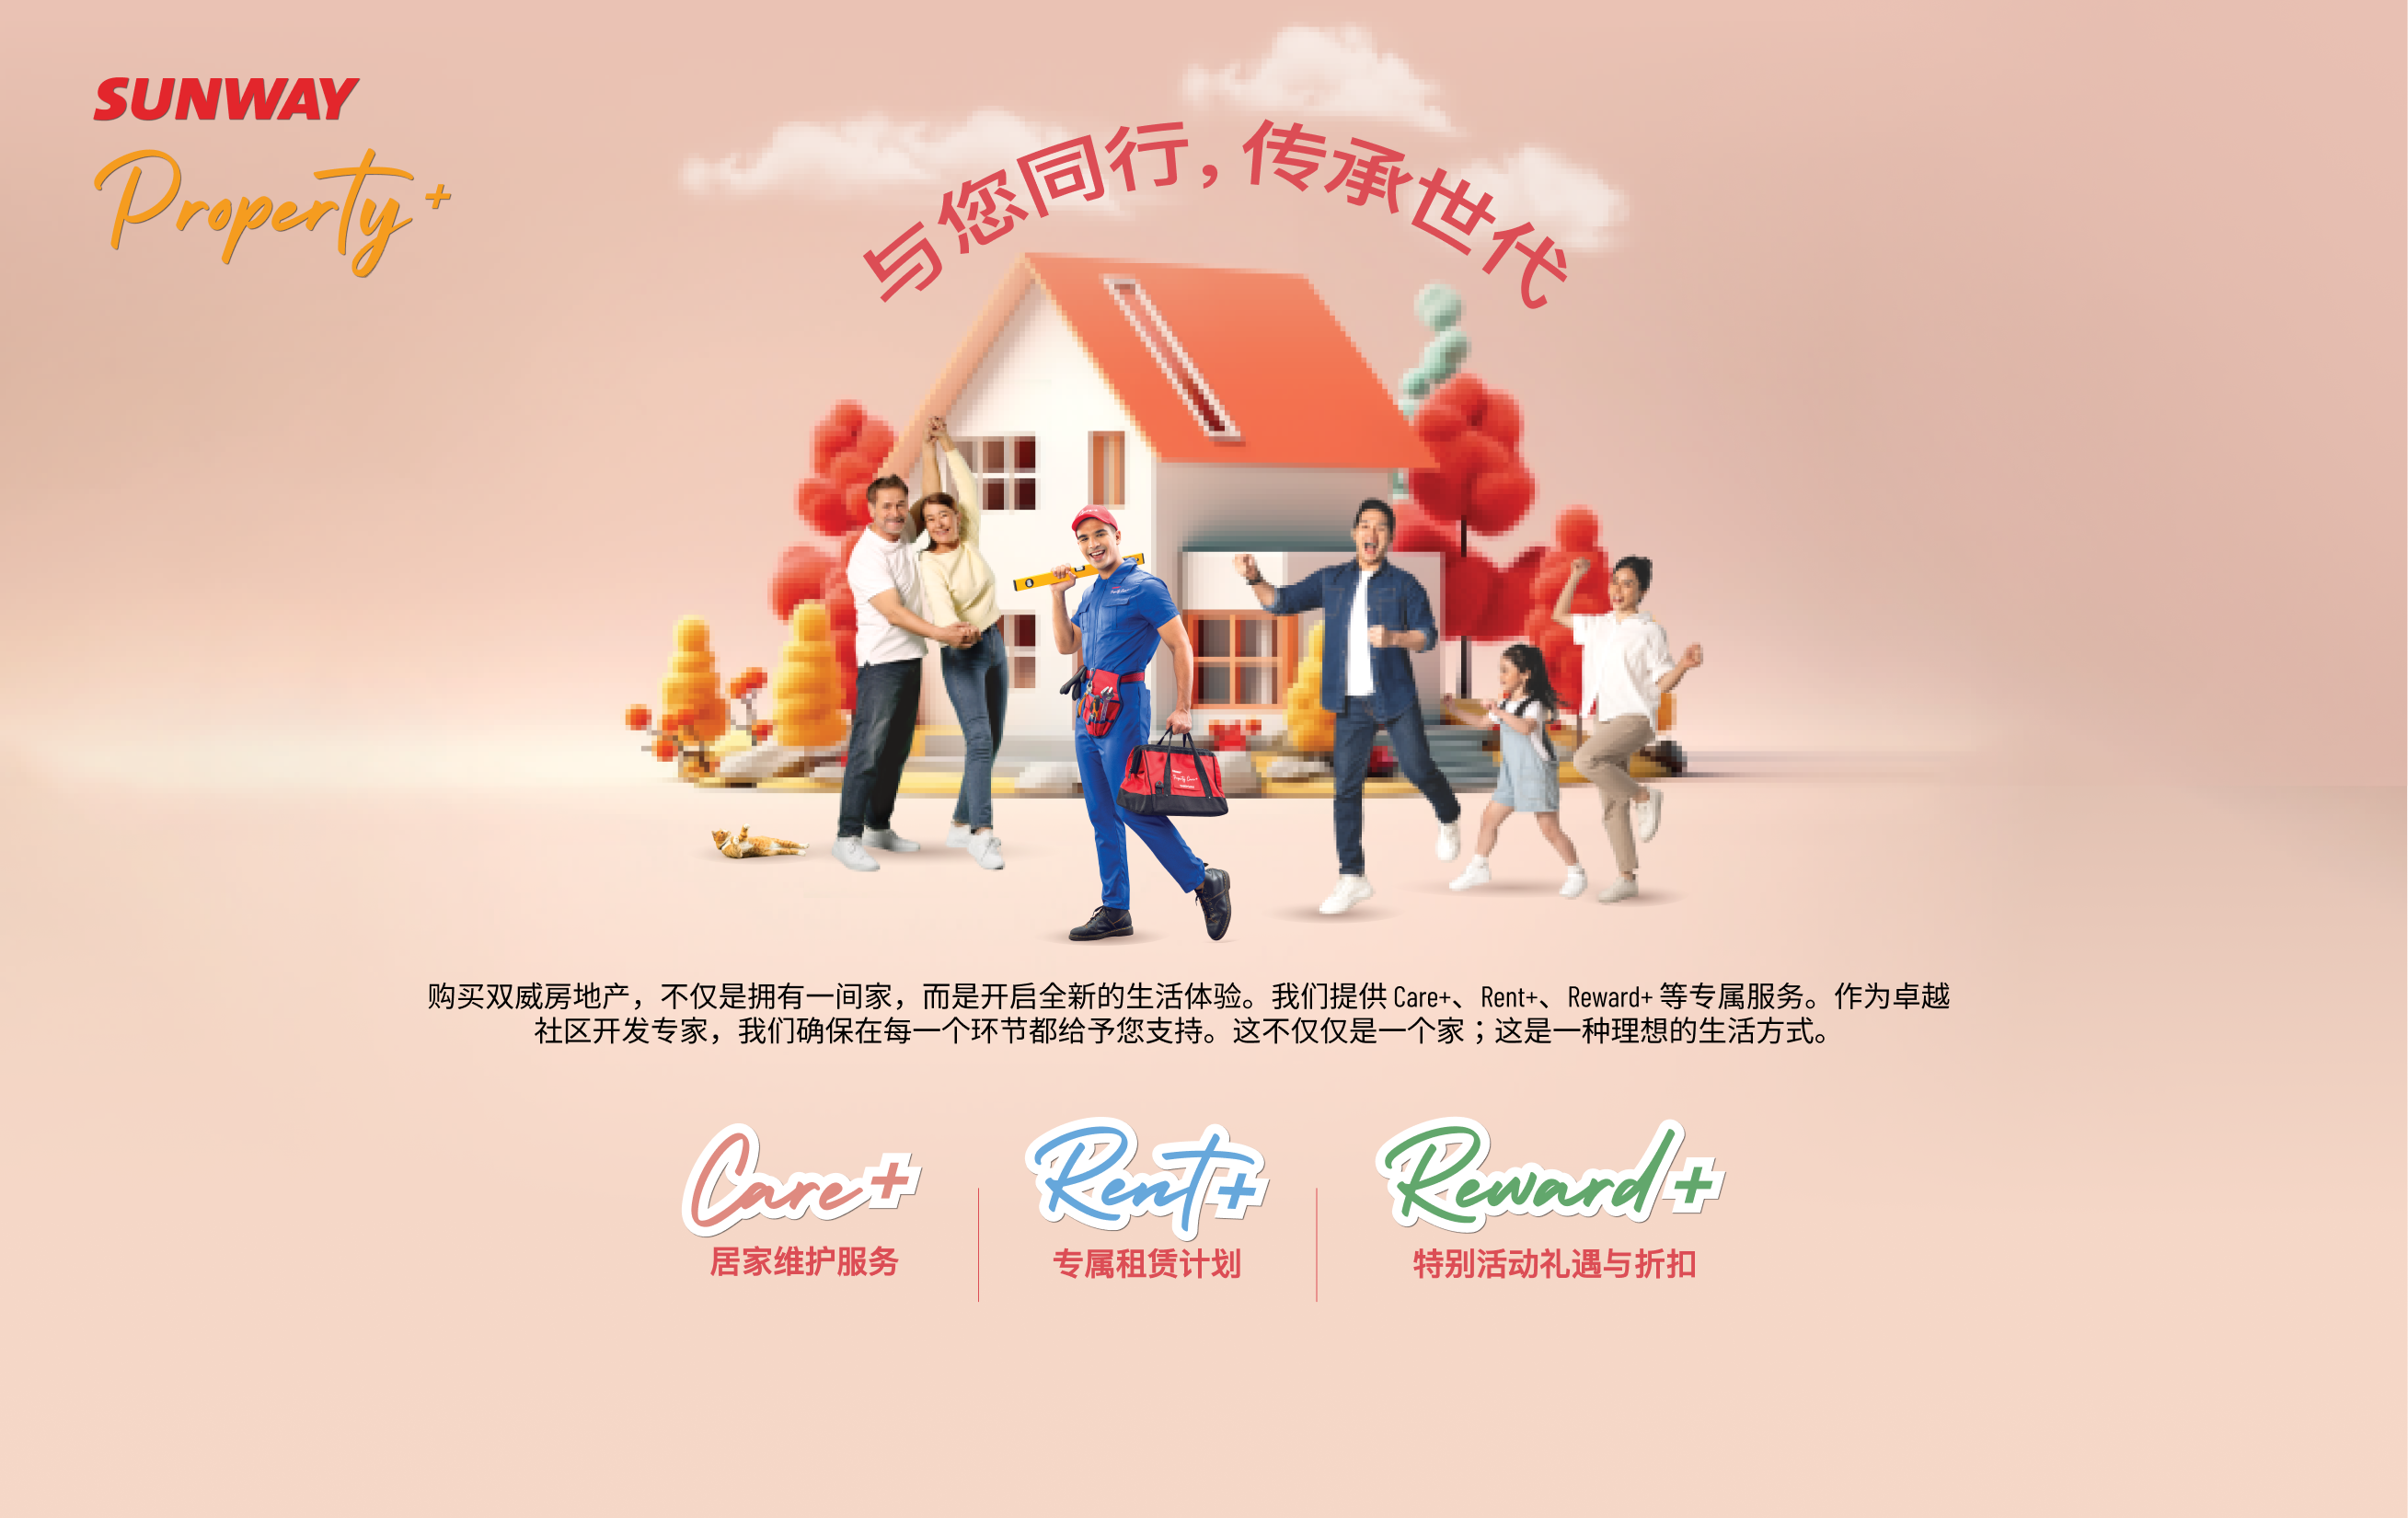 SUNWAY
Property+
与您同行，传承世代
购买双威房地产，不仅是拥有一间家，而是开启全新的生活体验。我们提供 Care+、Rent+、Reward+ 等专属服务。作为卓越
社区开发专家，我们确保在每一个环节都给予您支持。这不仅仅是一个家；这是一种理想的生活方式。
Care+
居家维护服务
Rent+
专属租赁计划
Reward+
特别活动礼遇与折扣